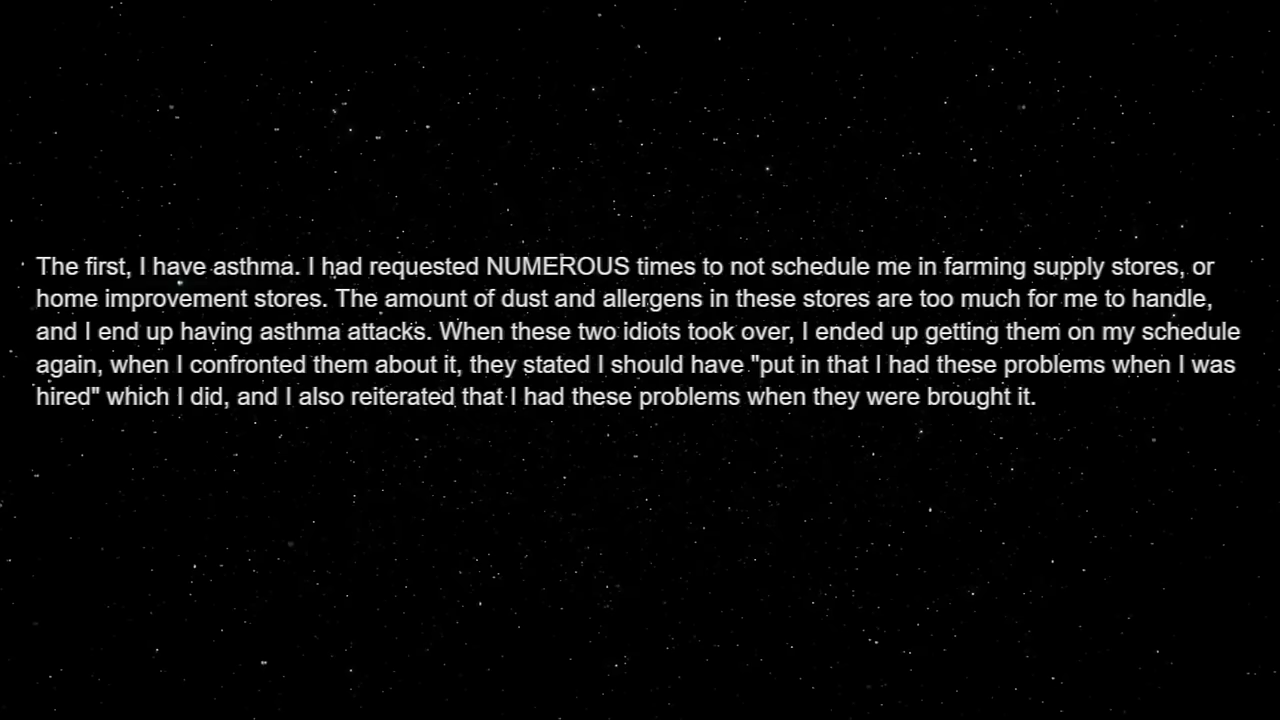 The first, I have asthma. I had requested NUMEROUS times to not schedule me in farming supply stores, or
home improvement stores. The amount of dust and allergens in these stores are too much for me to handle,
and I end up having asthma attacks. When these two idiots took over, I ended up getting them on my schedule
again, when I confronted them about it, they stated I should have "put in that I had these problems when I was
hired" which I did, and I also reiterated that I had these problems when they were brought it.